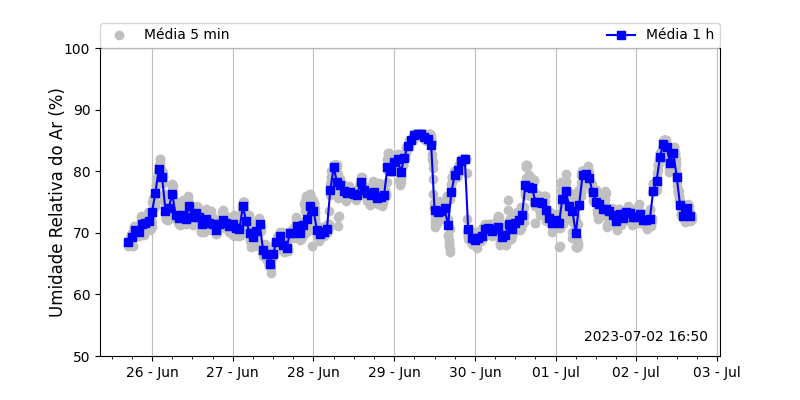 Média 5 min
Média 1 h
Umidade Relativa do Ar (%)
100
90
80
70
60
50
2023-07-02 16:50
26 - Jun
27 - Jun
28 - Jun
29 - Jun
30 - Jun
01 - Jul
02 - Jul
03 - Jul